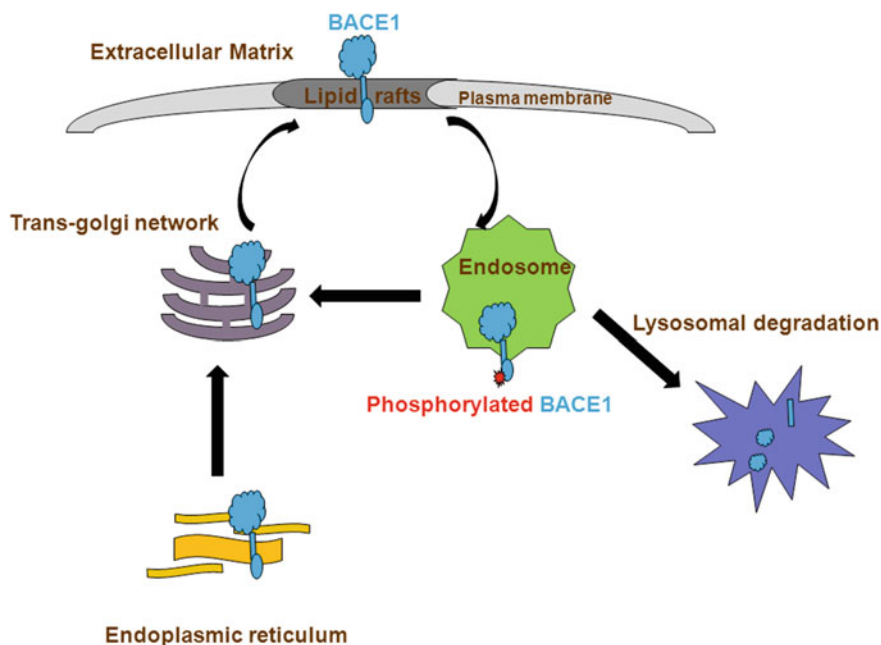 BACE1
Extracellular Matrix
Lipid rafts
Plasma membrane
Trans-golgi network
Endosome
Lysosomal degradation
Phosphorylated BACE1
Endoplasmic reticulum